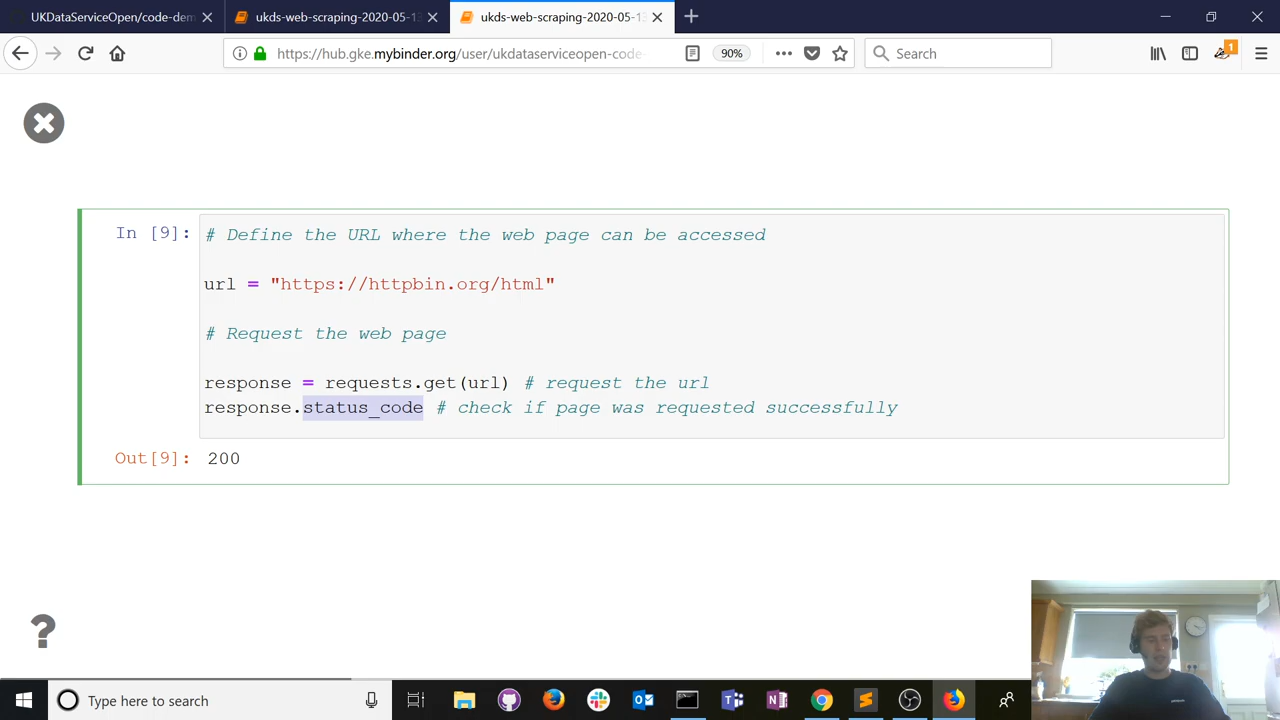 UKDataServiceOpen/code-dem
ukds-web-scraping-2020-05-13
ukds-web-scraping-2020-05-13
https://hub.gke.mybinder.org/user/ukdataserviceopen-code-
90%
Search
1
In [9]:
# Define the URL where the web page can be accessed
url = "https://httpbin.org/html"
# Request the web page
response = requests.get(url) # request the url
response.status_code # check if page was requested successfully
Out[9]: 200
?
Type here to search